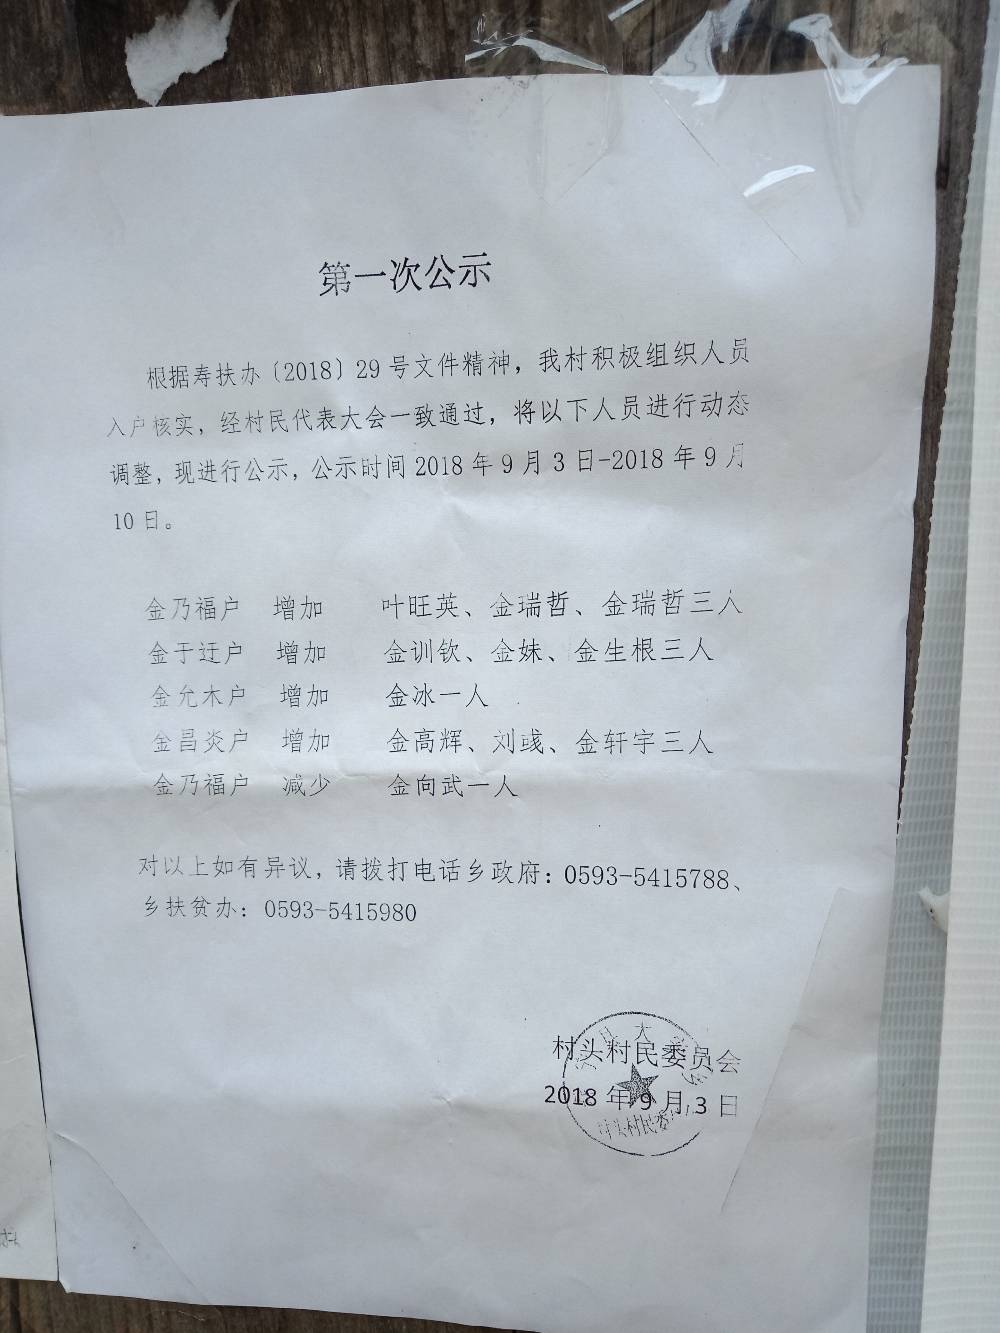 第一次公示
根据寿扶办〔2018〕29号文件精神，我村积极组织人员
入户核实，经村民代表大会一致通过，将以下人员进行动态
调整，现进行公示，公示时间2018年9月3日-2018年9月
10日。
金乃福户 增加 叶旺英、金瑞哲、金瑞哲三人
金于迁户 增加 金训钦、金妹、金生根三人
金允木户 增加 金冰一人
金昌炎户 增加 金高辉、刘彧、金轩宇三人
金乃福户 减少 金向武一人
对以上如有异议，请拨打电话乡政府：0593-5415788、
乡扶贫办：0593-5415980
村头村民委员会
2018年9月3日
大
村头村民委